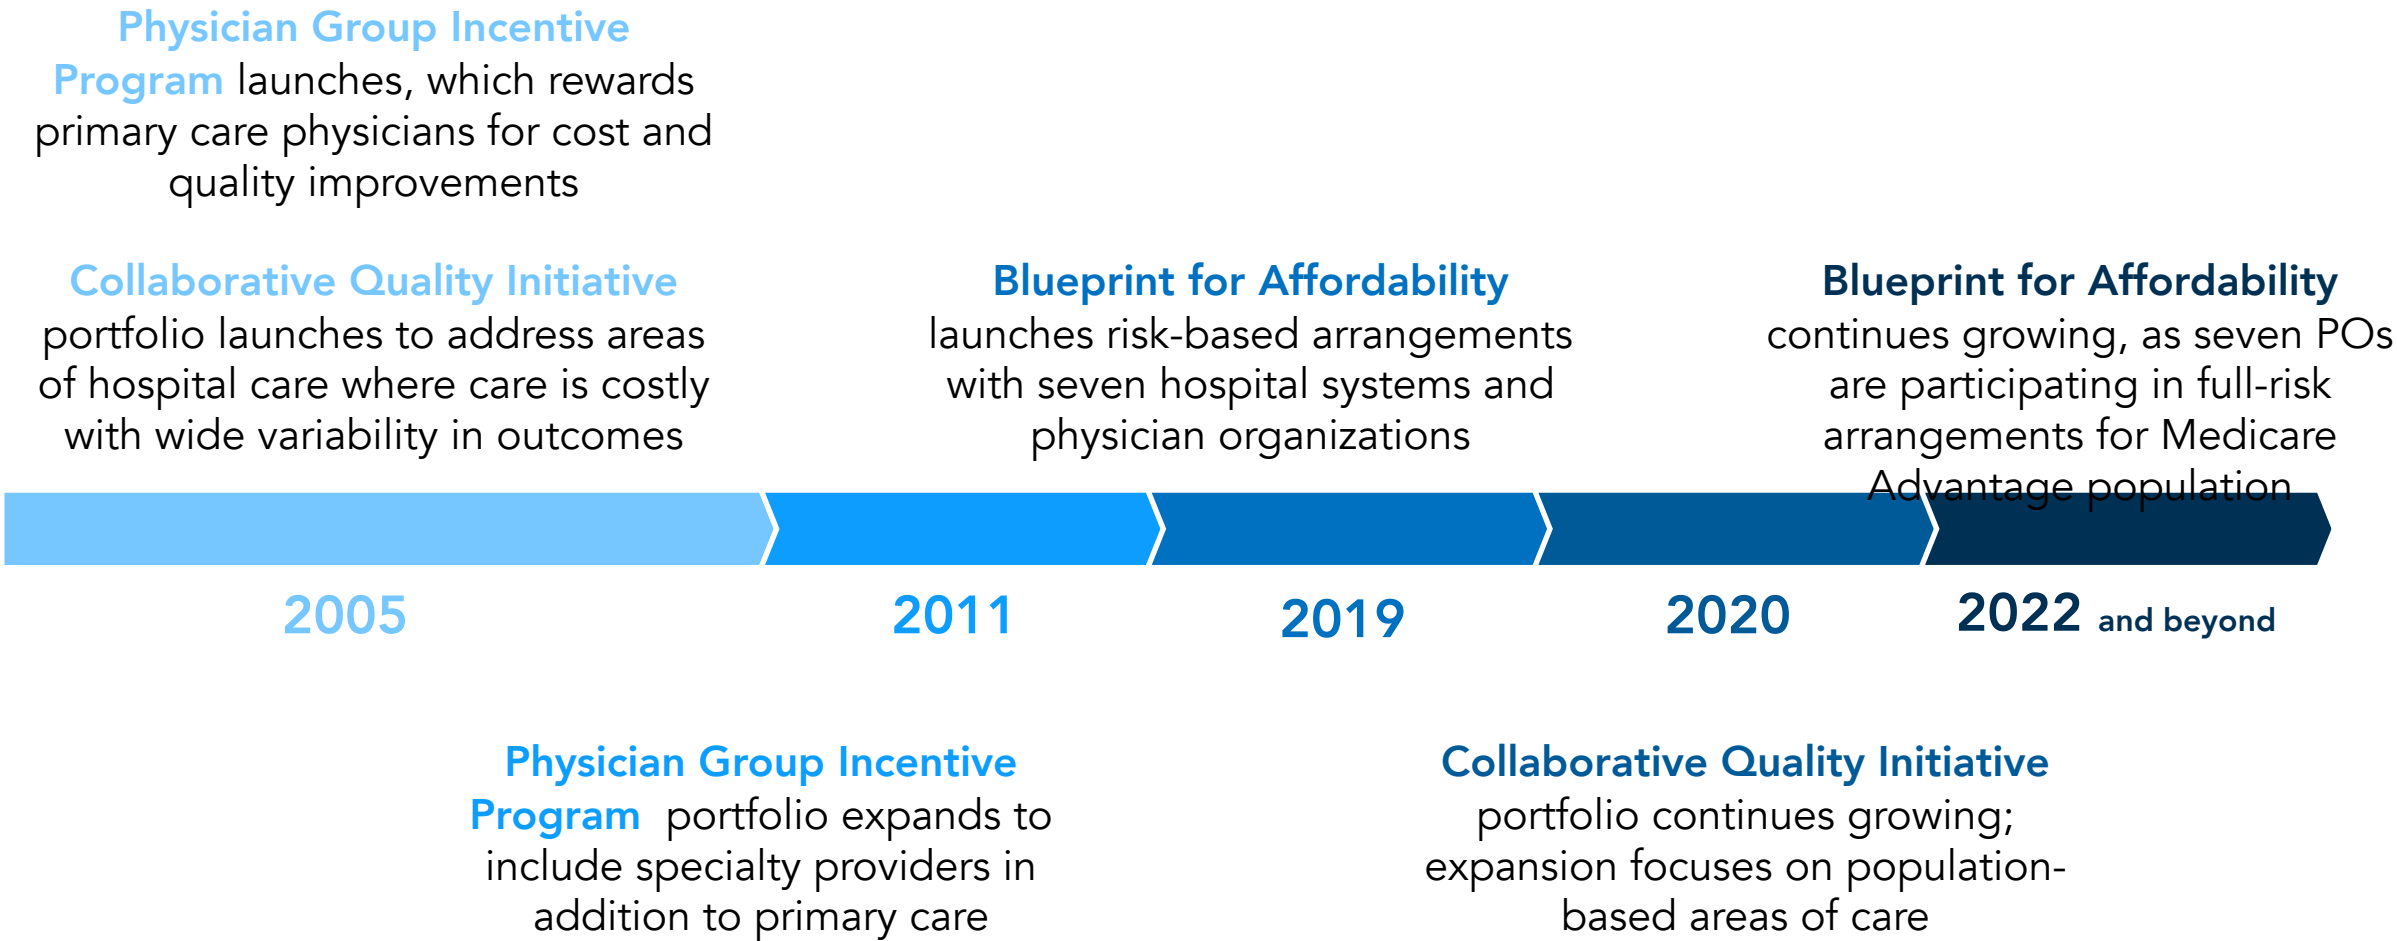 Physician Group Incentive
Program launches, which rewards
primary care physicians for cost and
quality improvements
Collaborative Quality Initiative
portfolio launches to address areas
of hospital care where care is costly
with wide variability in outcomes
Blueprint for Affordability
launches risk-based arrangements
with seven hospital systems and
physician organizations
Blueprint for Affordability
continues growing, as seven POs
are participating in full-risk
arrangements for Medicare
Advantage population
2005
2011
2019
2020
2022 and beyond
Physician Group Incentive
Program portfolio expands to
include specialty providers in
addition to primary care
Collaborative Quality Initiative
portfolio continues growing;
expansion focuses on population-
based areas of care